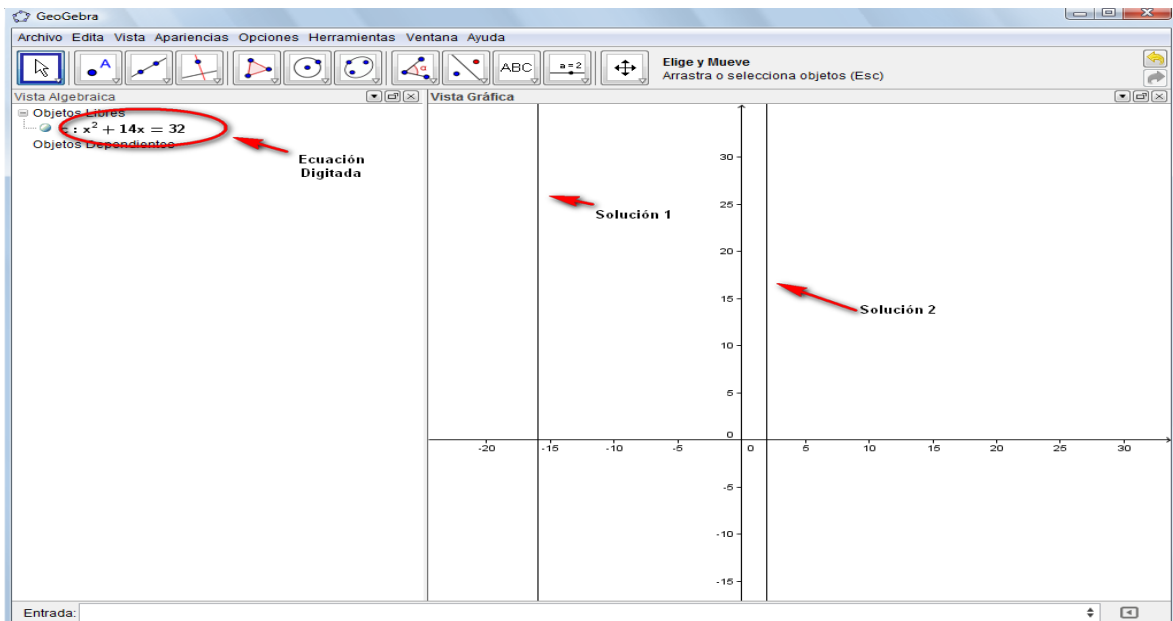 GeoGebra
Archivo Edita Vista Apariencias Opciones Herramientas Ventana Ayuda
A
α
ABC
a = 2
Elige y Mueve
Arrastra o selecciona objetos (Esc)
Vista Algebraica
Vista Gráfica
Objetos Libres
c : x² + 14x = 32
Objetos Dependientes
Ecuación
Digitada
Solución 1
Solución 2
30
25
20
15
10
5
0
-20 -15 -10 -5 0 5 10 15 20 25 30
-5
-10
-15
Entrada: